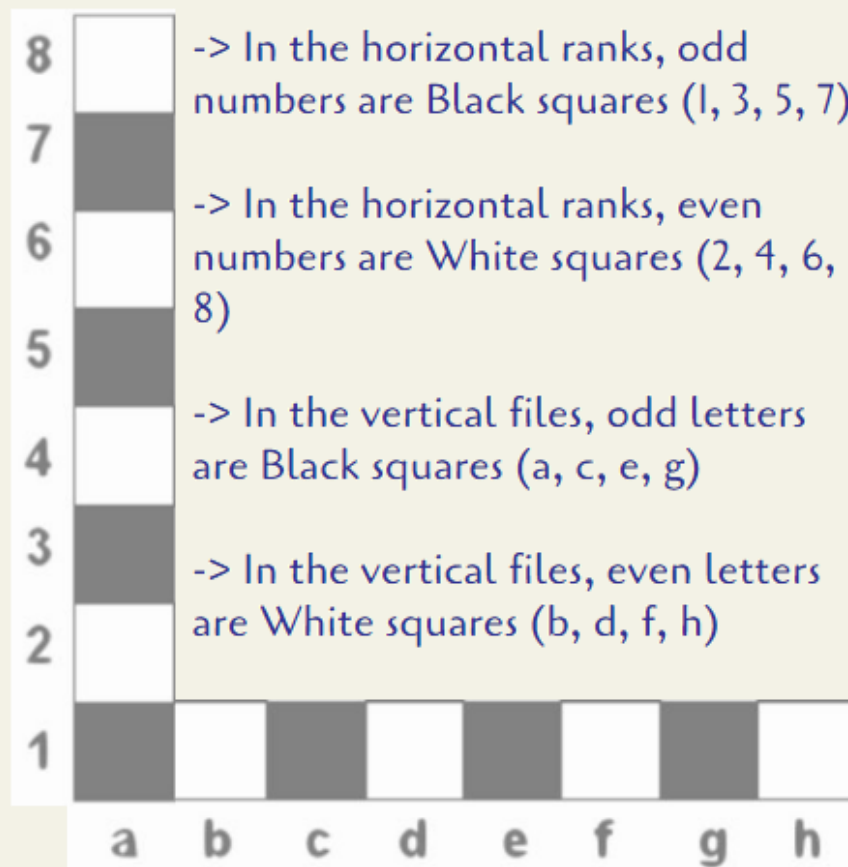 8
-> In the horizontal ranks, odd
numbers are Black squares (1, 3, 5, 7)
7
-> In the horizontal ranks, even
6
numbers are White squares (2, 4, 6,
8)
5
-> In the vertical files, odd letters
4
are Black squares (a, c, e, g)
3
-> In the vertical files, even letters
are White squares (b, d, f, h)
2
1
a b c d e f g h